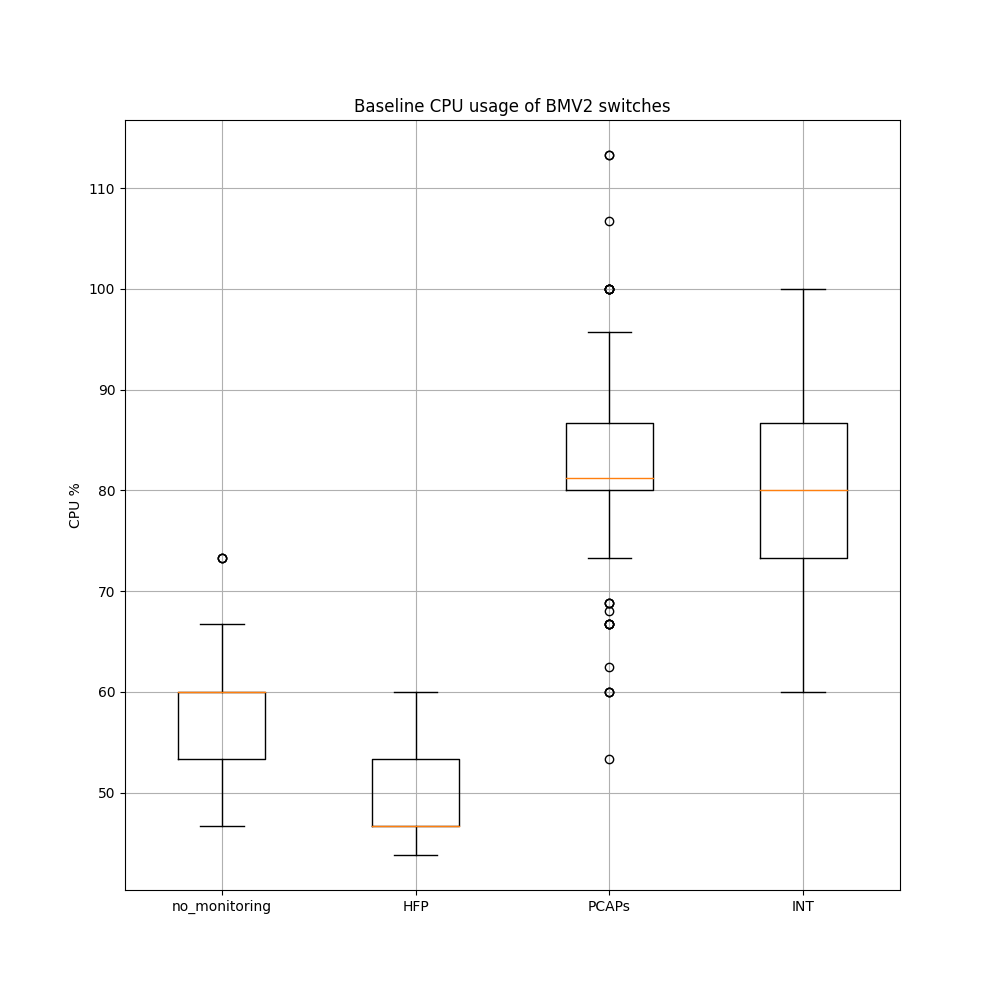 Baseline CPU usage of BMV2 switches
CPU %
110
100
90
80
70
60
50
no_monitoring
HFP
PCAPs
INT